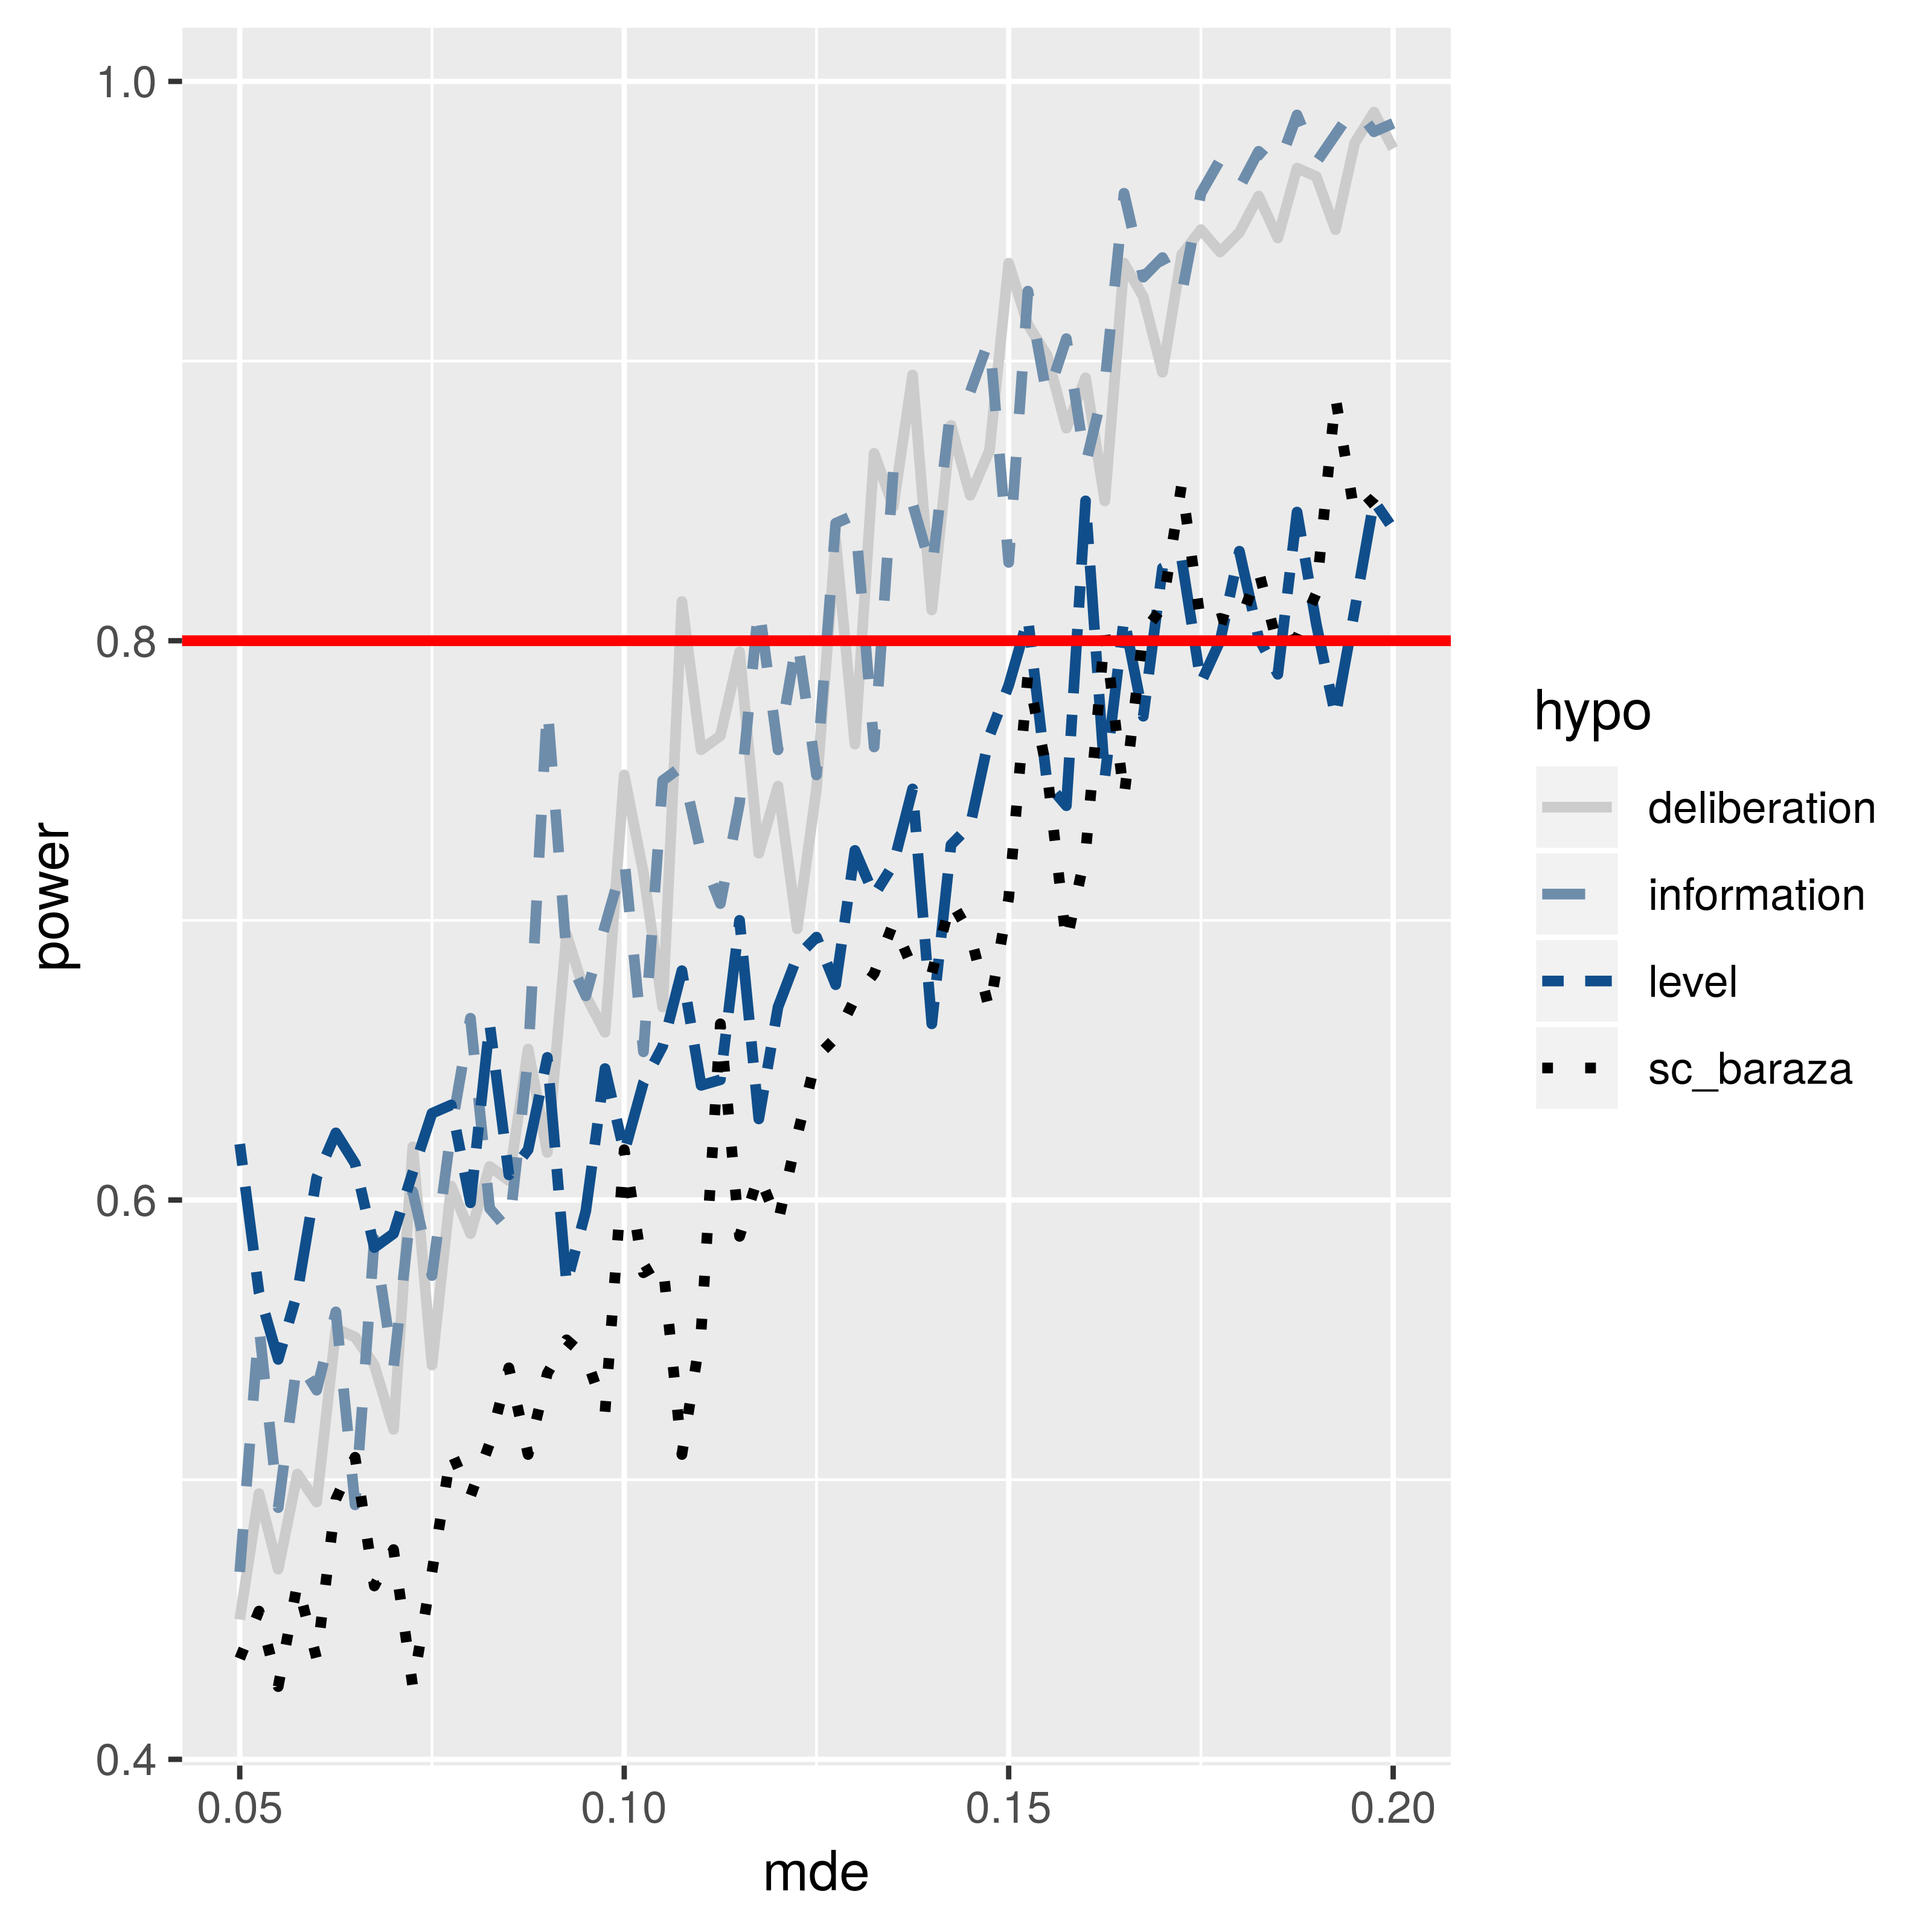 1.0
0.8
0.6
0.4
power
0.05 0.10 0.15 0.20
mde
hypo
deliberation
information
level
sc_baraza